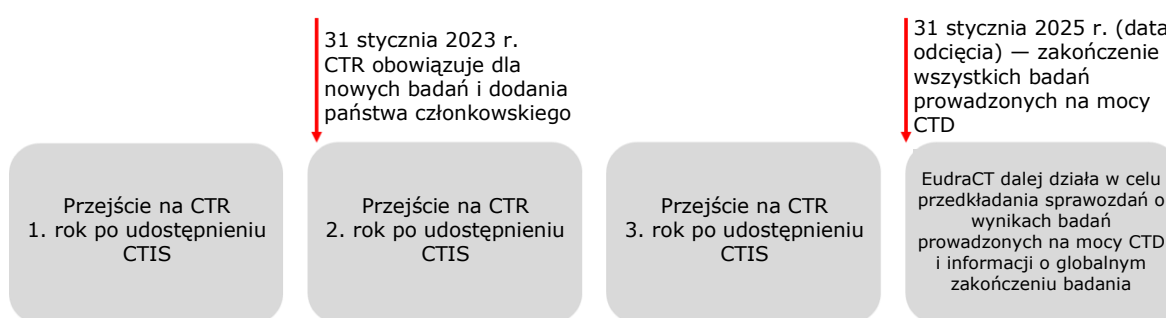 31 stycznia 2023 r.
CTR obowiązuje dla
nowych badań i dodania
państwa członkowskiego
31 stycznia 2025 r. (data
odcięcia) — zakończenie
wszystkich badań
prowadzonych na mocy
CTD
Przejście na CTR
1. rok po udostępnieniu
CTIS
Przejście na CTR
2. rok po udostępnieniu
CTIS
Przejście na CTR
3. rok po udostępnieniu
CTIS
EudraCT dalej działa w celu
przedkładania sprawozdań o
wynikach badań
prowadzonych na mocy CTD
i informacji o globalnym
zakończeniu badania